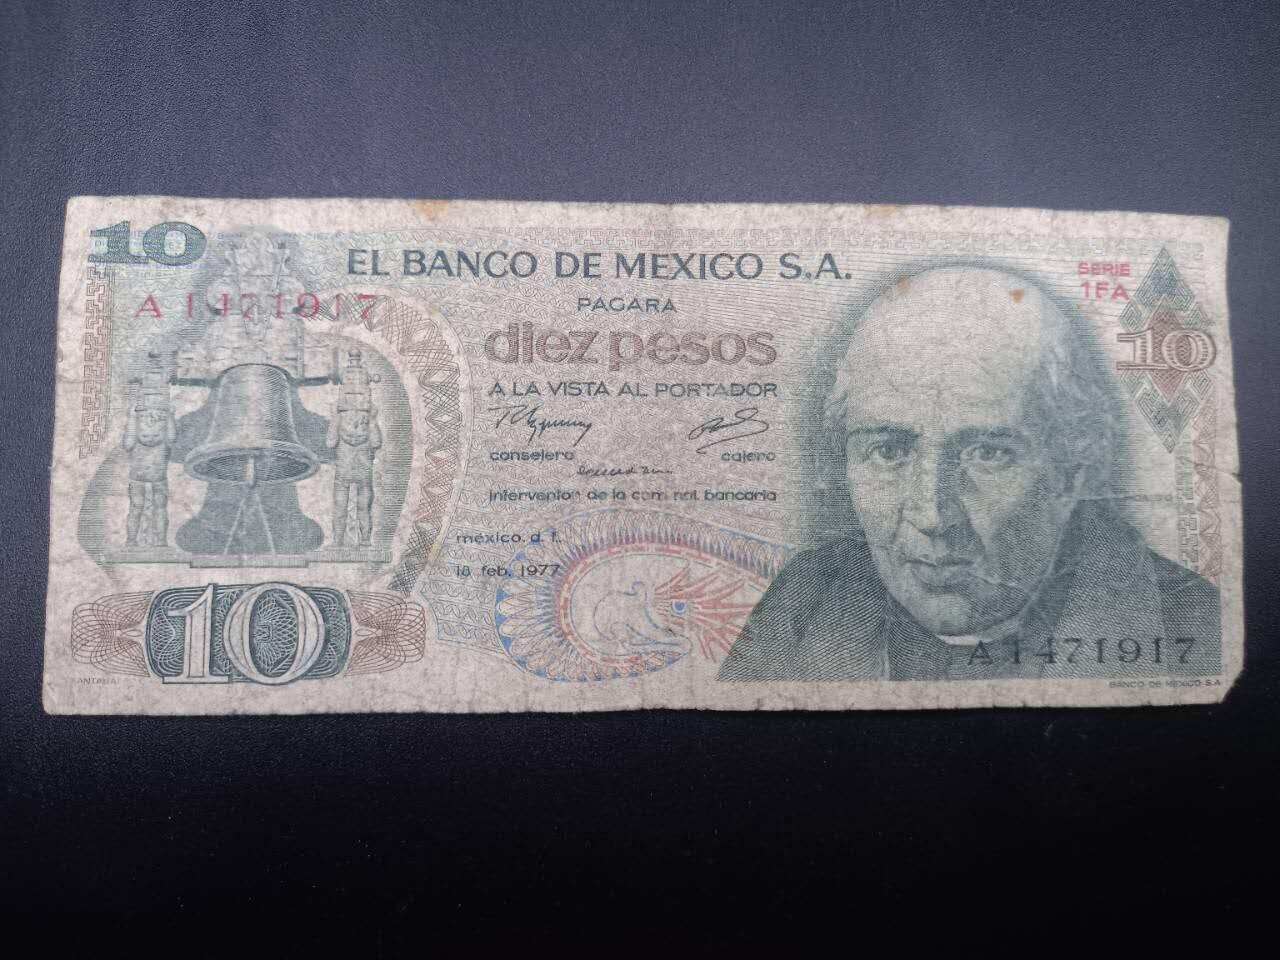 10
EL BANCO DE MEXICO S.A.
SERIE
1FA
A 1471917
PAGARA
diez pesos
10
A LA VISTA AL PORTADOR
consejero cajero
interventor de la com. nal. bancaria
mexico, d. f.
18 feb. 1977
10
A 1471917
BANCO DE MEXICO S.A.